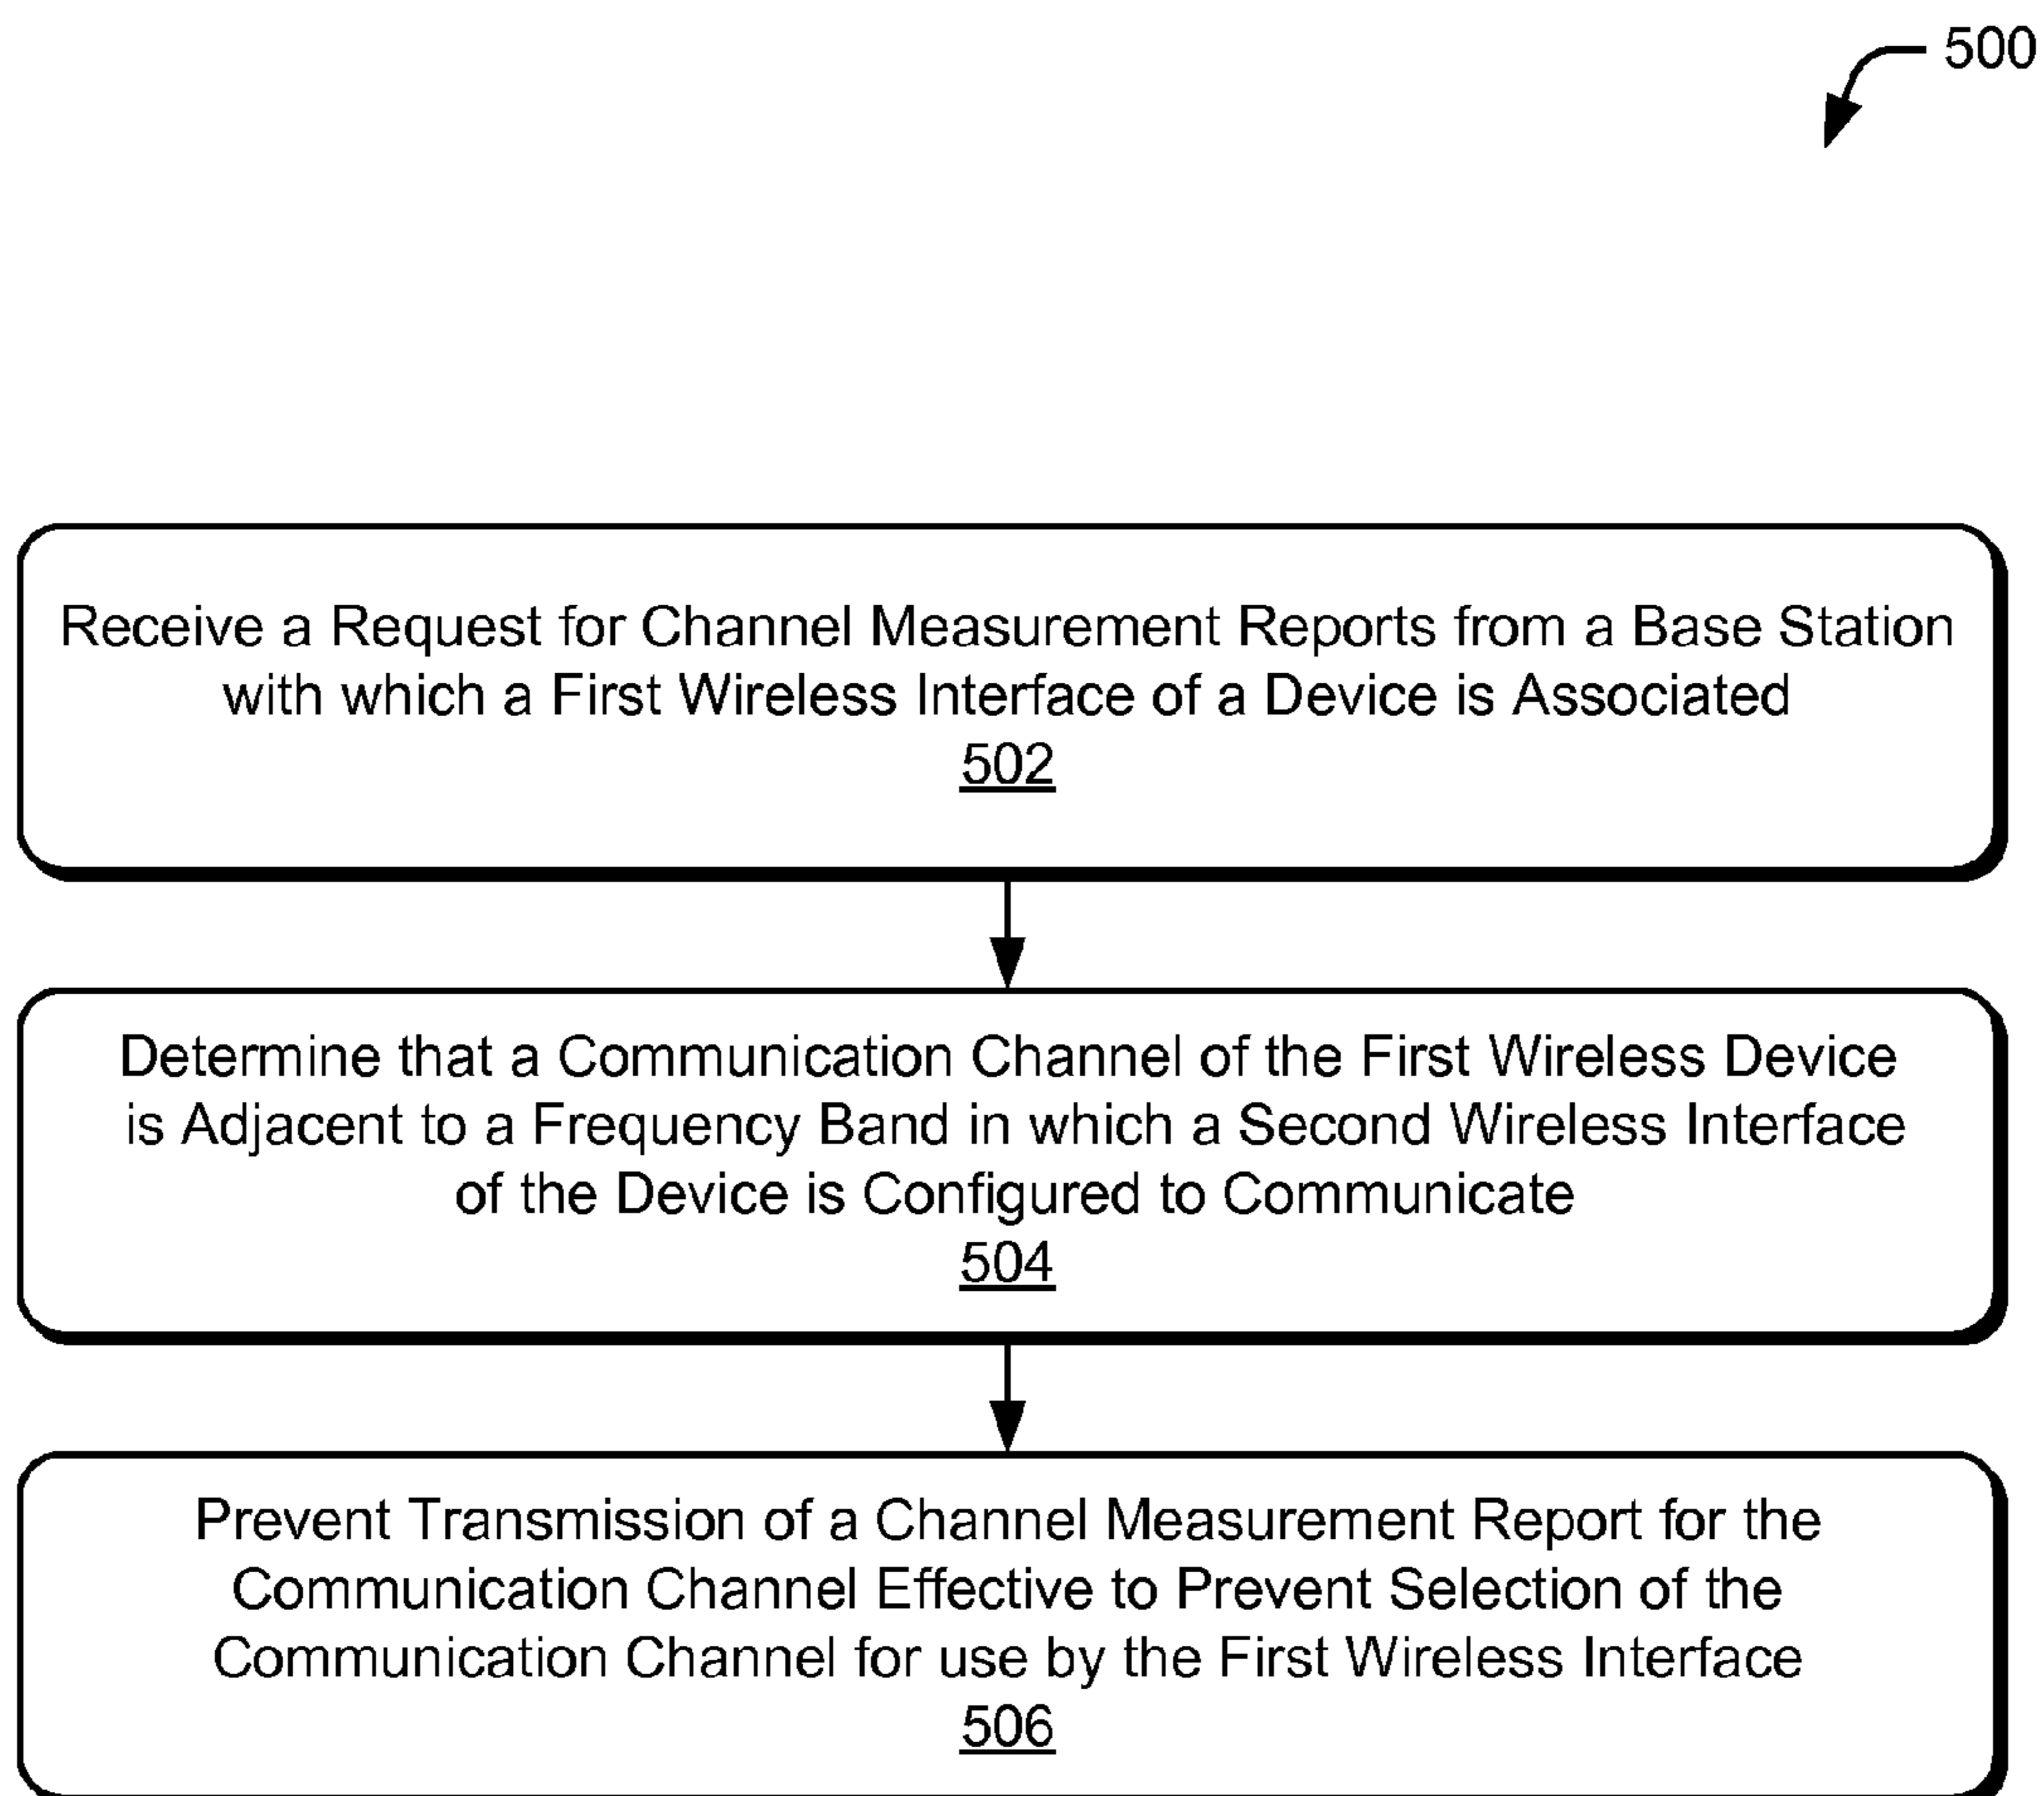 500
Receive a Request for Channel Measurement Reports from a Base Station
with which a First Wireless Interface of a Device is Associated
502
Determine that a Communication Channel of the First Wireless Device
is Adjacent to a Frequency Band in which a Second Wireless Interface
of the Device is Configured to Communicate
504
Prevent Transmission of a Channel Measurement Report for the
Communication Channel Effective to Prevent Selection of the
Communication Channel for use by the First Wireless Interface
506